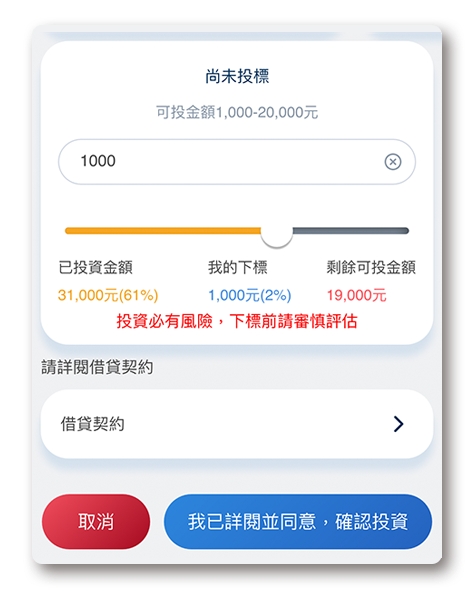 尚未投標
可投金額1,000-20,000元
1000
已投資金額 我的下標 剩餘可投金額
31,000元(61%) 1,000元(2%) 19,000元
投資必有風險，下標前請審慎評估
請詳閱借貸契約
借貸契約
取消 我已詳閱並同意，確認投資